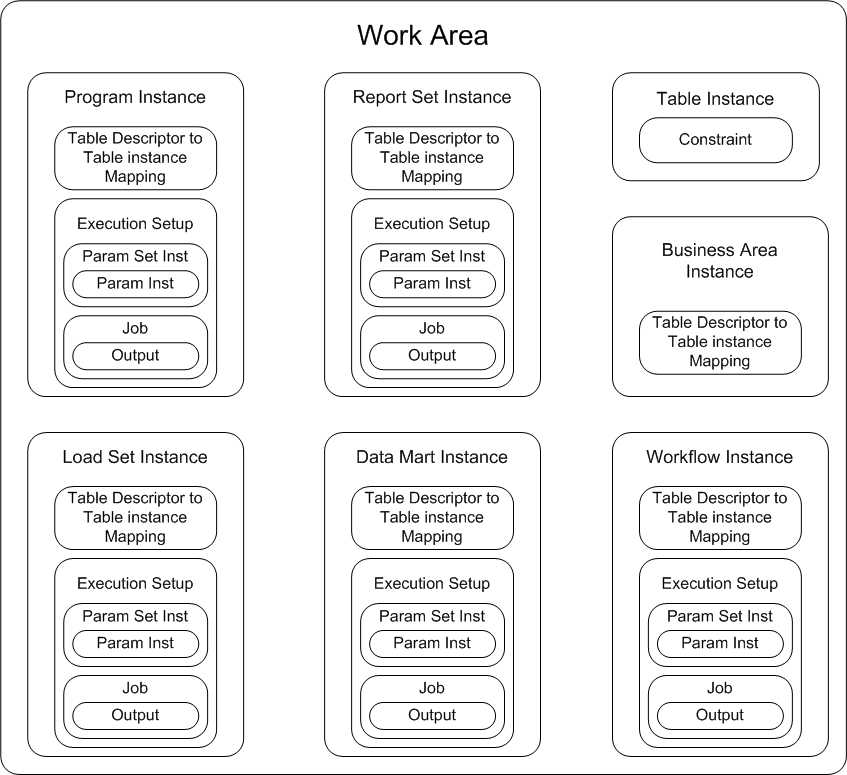 Work Area
Program Instance
Table Descriptor to
Table instance
Mapping
Execution Setup
Param Set Inst
Param Inst
Job
Output
Report Set Instance
Table Descriptor to
Table instance
Mapping
Execution Setup
Param Set Inst
Param Inst
Job
Output
Table Instance
Constraint
Business Area
Instance
Table Descriptor to
Table instance
Mapping
Load Set Instance
Table Descriptor to
Table instance
Mapping
Execution Setup
Param Set Inst
Param Inst
Job
Output
Data Mart Instance
Table Descriptor to
Table instance
Mapping
Execution Setup
Param Set Inst
Param Inst
Job
Output
Workflow Instance
Table Descriptor to
Table instance
Mapping
Execution Setup
Param Set Inst
Param Inst
Job
Output